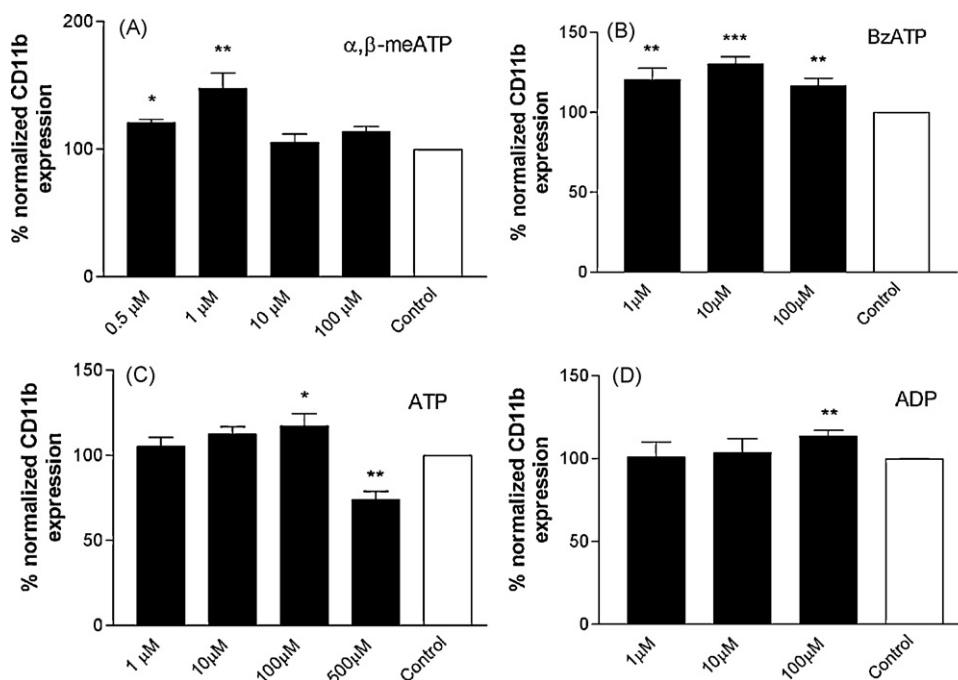 (A)
α,β-meATP
% normalized CD11b
expression
200
100
0
*
**
0.5 μM
1 μM
10 μM
100 μM
Control
(B)
BzATP
% normalized CD11b
expression
150
100
50
0
**
***
**
1μM
10μM
100μM
Control
(C)
ATP
% normalized CD11b
expression
150
100
50
0
*
**
1 μM
10μM
100μM
500μM
Control
(D)
ADP
% normalized CD11b
expression
150
100
50
0
**
1μM
10μM
100μM
Control